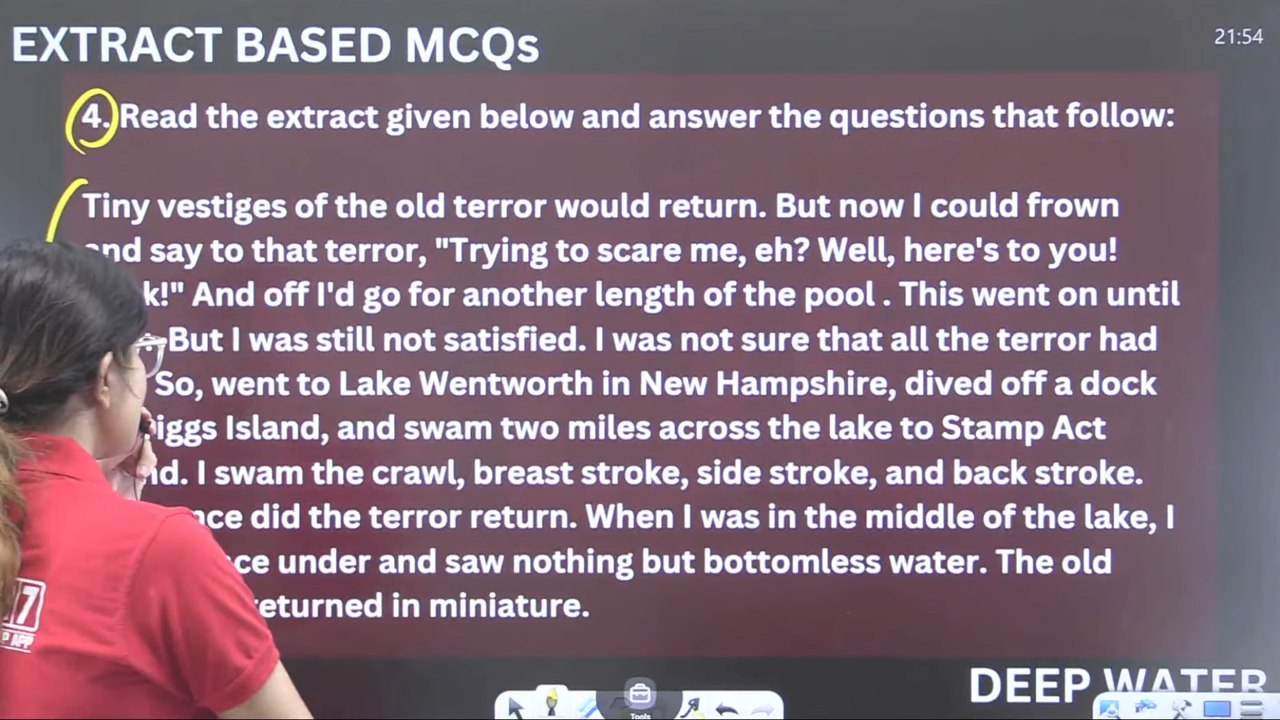 EXTRACT BASED MCQs
21:54
4. Read the extract given below and answer the questions that follow:
Tiny vestiges of the old terror would return. But now I could frown
and say to that terror, "Trying to scare me, eh? Well, here's to you!
k!" And off I'd go for another length of the pool . This went on until
But I was still not satisfied. I was not sure that all the terror had
So, went to Lake Wentworth in New Hampshire, dived off a dock
iggs Island, and swam two miles across the lake to Stamp Act
nd. I swam the crawl, breast stroke, side stroke, and back stroke.
nce did the terror return. When I was in the middle of the lake, I
ce under and saw nothing but bottomless water. The old
returned in miniature.
7
P APP
DEEP WATER
Tools